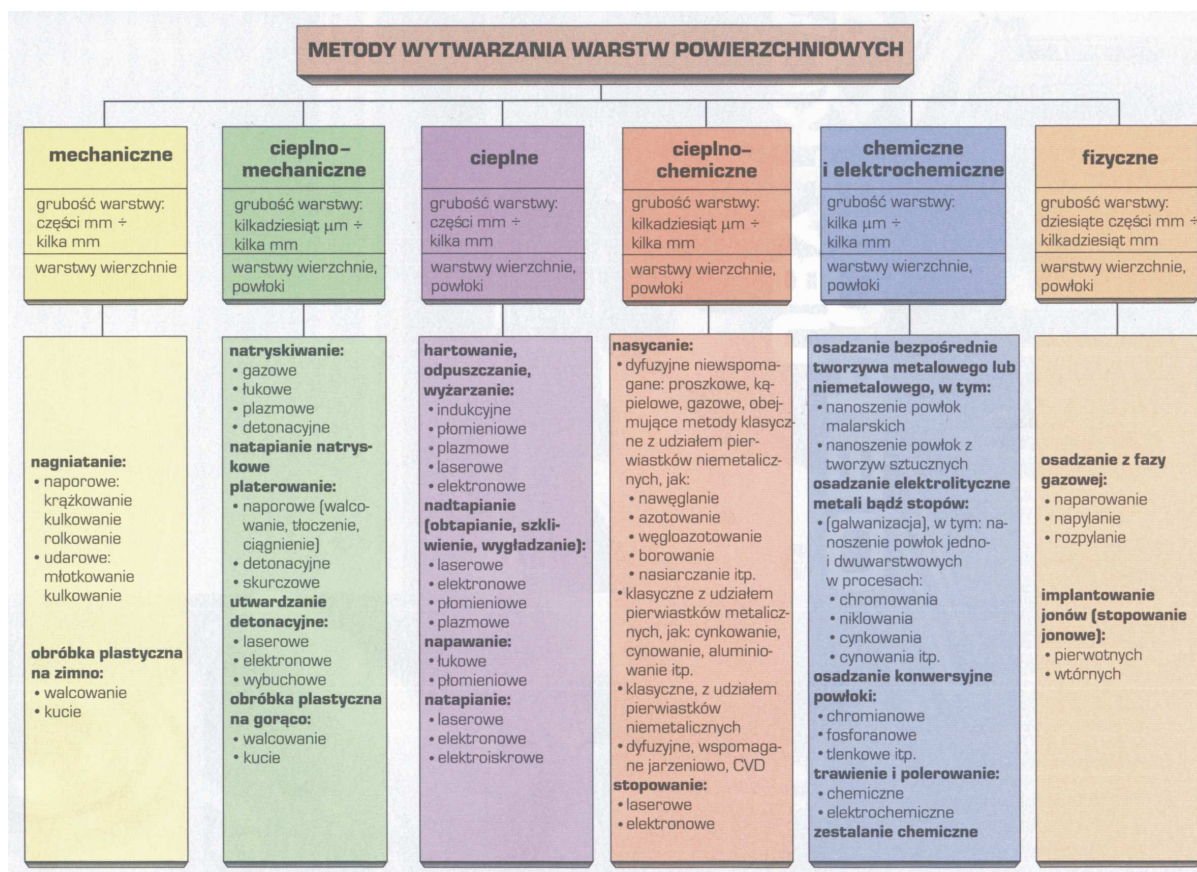 METODY WYTWARZANIA WARSTW POWIERZCHNIOWYCH
mechaniczne
grubość warstwy:
części mm ÷
kilka mm
warstwy wierzchnie
nagniatanie:
• naporowe:
krążkowanie
kulkowanie
rolkowanie
• udarowe:
młotkowanie
kulkowanie
obróbka plastyczna
na zimno:
• walcowanie
• kucie
cieplno–
mechaniczne
grubość warstwy:
kilkadziesiąt μm ÷
kilka mm
warstwy wierzchnie,
powłoki
natryskiwanie:
• gazowe
• łukowe
• plazmowe
• detonacyjne
natapianie natrys-
kowe
platerowanie:
• naporowe (walco-
wanie, tłoczenie,
ciągnienie)
• detonacyjne
• skurczowe
utwardzanie
detonacyjne:
• laserowe
• elektronowe
• wybuchowe
obróbka plastyczna
na gorąco:
• walcowanie
• kucie
cieplne
grubość warstwy:
części mm ÷
kilka mm
warstwy wierzchnie,
powłoki
hartowanie,
odpuszczanie,
wyżarzanie:
• indukcyjne
• płomieniowe
• plazmowe
• laserowe
• elektronowe
nadtapianie
(obtapianie, szkli-
wienie, wygładzanie):
• laserowe
• elektronowe
• płomieniowe
• plazmowe
napawanie:
• łukowe
• płomieniowe
natapianie:
• laserowe
• elektronowe
• elektroiskrowe
cieplno–
chemiczne
grubość warstwy:
kilkadziesiąt μm ÷
kilka mm
warstwy wierzchnie,
powłoki
nasycanie:
• dyfuzyjne niewspoma-
gane: proszkowe, ką-
pielowe, gazowe, obej-
mujące metody klasycz-
ne z udziałem pier-
wiastków niemetalicz-
nych, jak:
• nawęglanie
• azotowanie
• węgloazotowanie
• borowanie
• nasiarczanie itp.
• klasyczne z udziałem
pierwiastków metalicz-
nych, jak: cynkowanie,
cynowanie, aluminio-
wanie itp.
• klasyczne, z udziałem
pierwiastków
niemetalicznych
• dyfuzyjne, wspomaga-
ne jarzeniowo, CVD
stopowanie:
• laserowe
• elektronowe
chemiczne
i elektrochemiczne
grubość warstwy:
kilka μm ÷
kilka mm
warstwy wierzchnie,
powłoki
osadzanie bezpośrednie
tworzywa metalowego lub
niemetalowego, w tym:
• nanoszenie powłok
malarskich
• nanoszenie powłok z
tworzyw sztucznych
osadzanie elektrolityczne
metali bądź stopów:
• (galwanizacja), w tym: na-
noszenie powłok jedno-
i dwuwarstwowych
w procesach:
• chromowania
• niklowania
• cynkowania
• cynowania itp.
osadzanie konwersyjne
powłoki:
• chromianowe
• fosforanowe
• tlenkowe itp.
trawienie i polerowanie:
• chemiczne
• elektrochemiczne
zestalanie chemiczne
fizyczne
grubość warstwy:
dziesiąte części mm ÷
kilkadziesiąt mm
warstwy wierzchnie,
powłoki
osadzanie z fazy
gazowej:
• naparowanie
• napylanie
• rozpylanie
implantowanie
jonów (stopowanie
jonowe):
• pierwotnych
• wtórnych